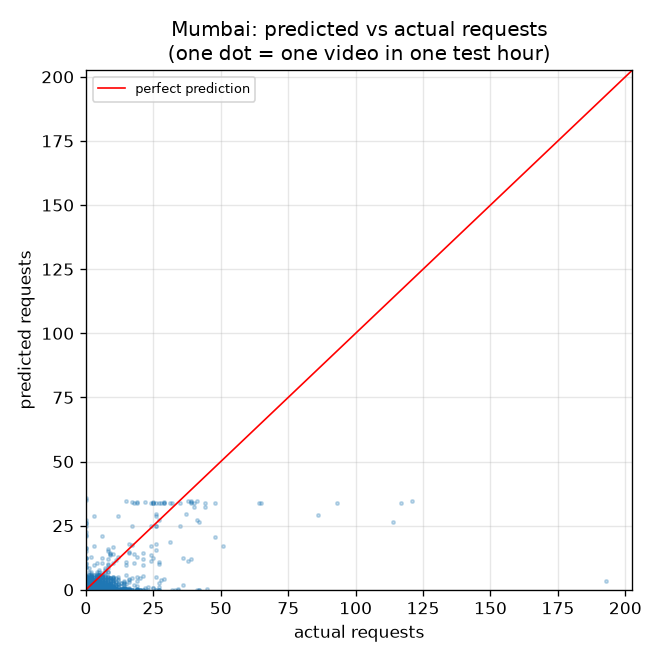 Mumbai: predicted vs actual requests
(one dot = one video in one test hour)
perfect prediction
200
175
150
125
100
75
50
25
0
predicted requests
0 25 50 75 100 125 150 175 200
actual requests